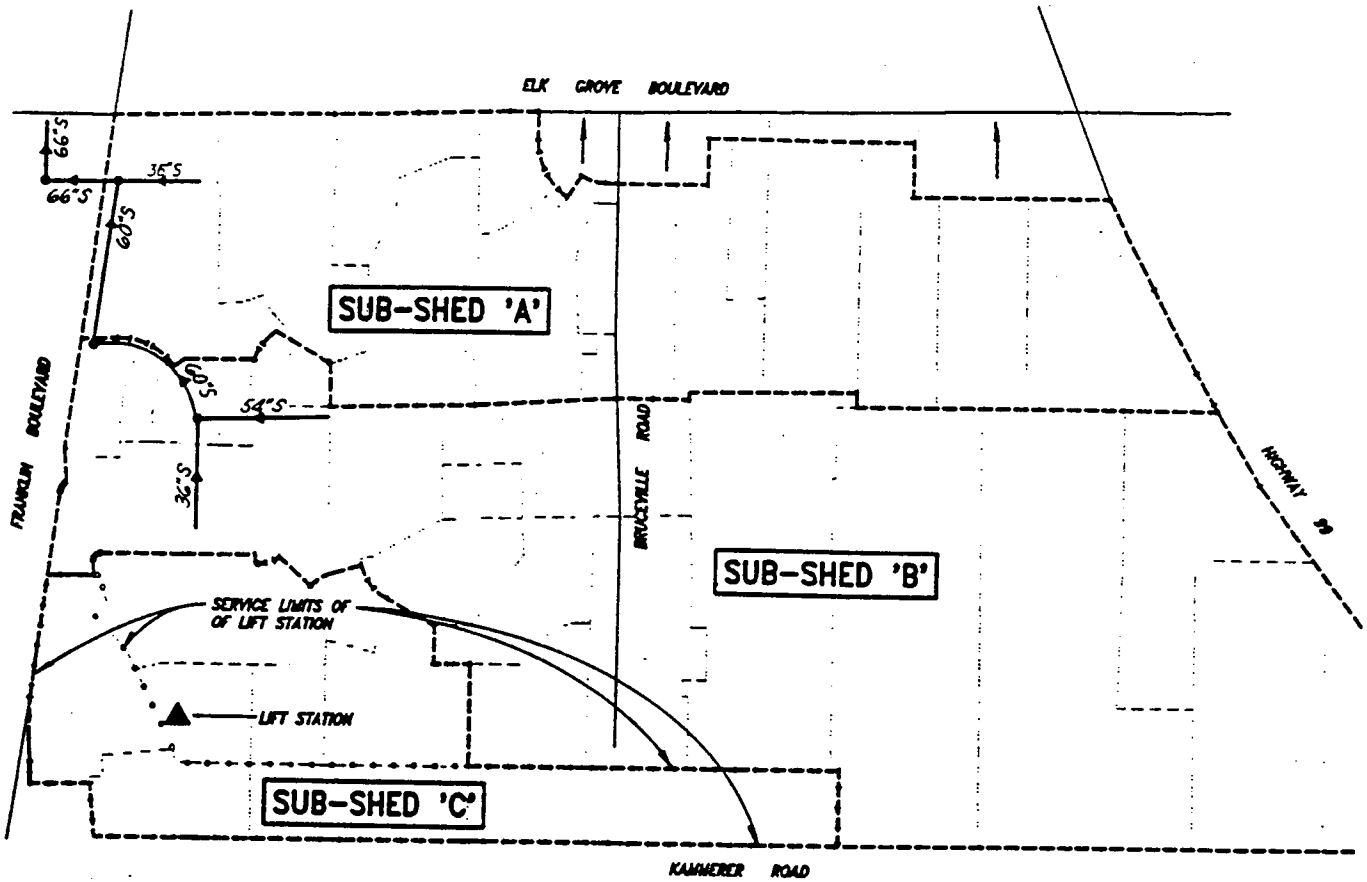 ELK GROVE BOULEVARD
66"S
36"S
66"S
60"S
SUB-SHED 'A'
FRANKLIN BOULEVARD
60"S
54"S
36"S
BRUCEVILLE ROAD
HIGHWAY 99
SUB-SHED 'B'
SERVICE LIMITS OF
OF LIFT STATION
LIFT STATION
SUB-SHED 'C'
KAMMERER ROAD